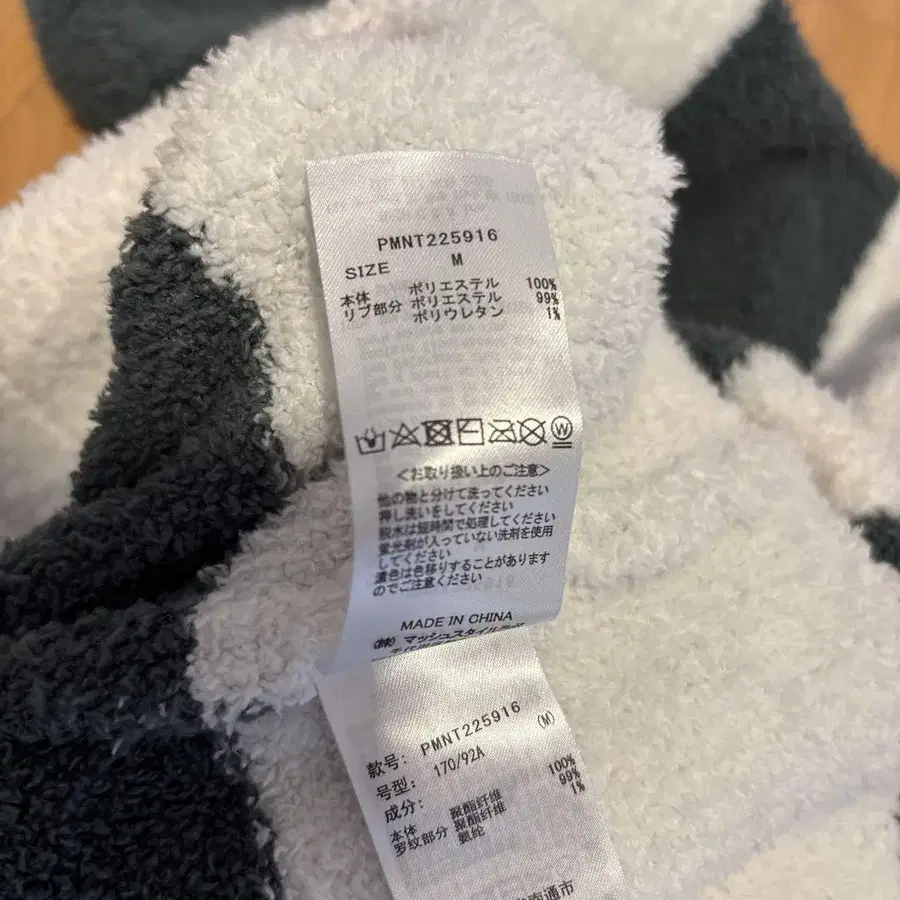 PMNT225916
SIZE M
本体 ポリエステル 100%
リブ部分 ポリエステル 99%
ポリウレタン 1%
W
<お取り扱い上のご注意>
他の物と分けて洗ってください
押し洗いをしてください
脱水は短時間で処理してください
蛍光剤が入っていない洗剤を使用
してください
濃色は色移りすることがあります
のでご注意ください
MADE IN CHINA
(株)マッシュスタイルラボ
款号: PMNT225916 (M)
号型: 170/92A
成分:
本体 聚酯纤维 100%
罗纹部分 聚酯纤维 99%
氨纶 1%
南通市